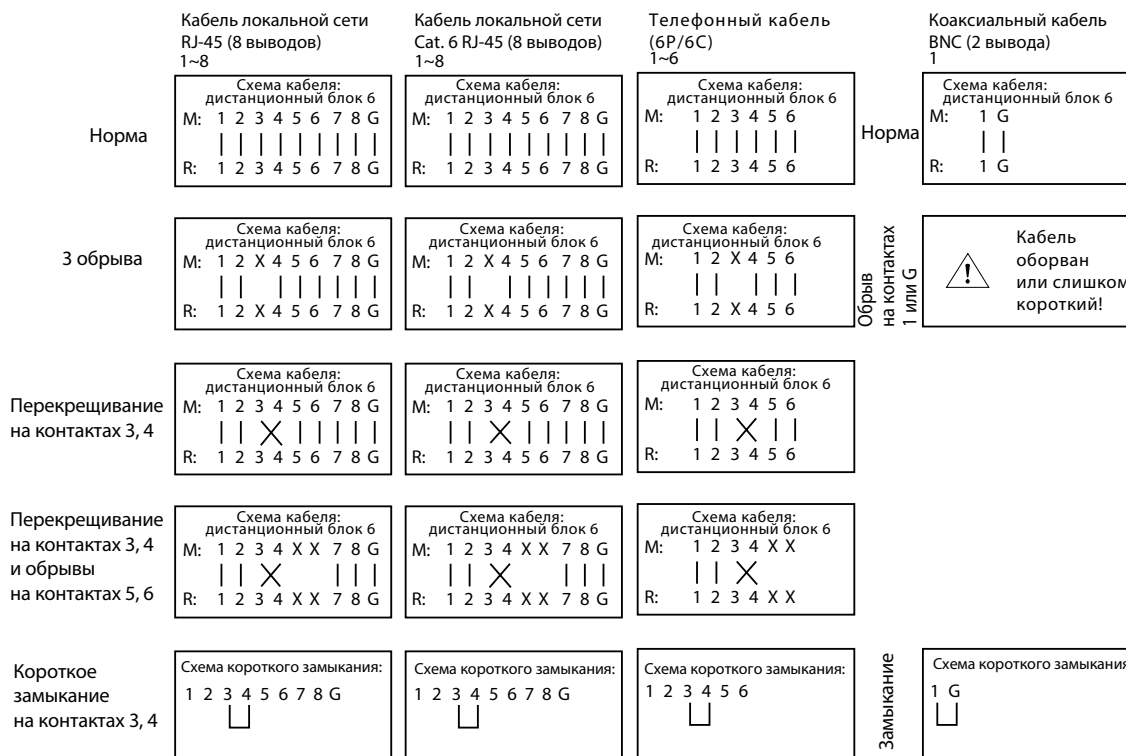 Кабель локальной сети
RJ-45 (8 выводов)
1~8
Кабель локальной сети
Cat. 6 RJ-45 (8 выводов)
1~8
Телефонный кабель
(6P/6C)
1~6
Коаксиальный кабель
BNC (2 вывода)
1
Норма
Схема кабеля:
дистанционный блок 6
M: 1 2 3 4 5 6 7 8 G
R: 1 2 3 4 5 6 7 8 G
Схема кабеля:
дистанционный блок 6
M: 1 2 3 4 5 6 7 8 G
R: 1 2 3 4 5 6 7 8 G
Схема кабеля:
дистанционный блок 6
M: 1 2 3 4 5 6
R: 1 2 3 4 5 6
Норма
Схема кабеля:
дистанционный блок 6
M: 1 G
R: 1 G
3 обрыва
Схема кабеля:
дистанционный блок 6
M: 1 2 X 4 5 6 7 8 G
R: 1 2 X 4 5 6 7 8 G
Схема кабеля:
дистанционный блок 6
M: 1 2 X 4 5 6 7 8 G
R: 1 2 X 4 5 6 7 8 G
Схема кабеля:
дистанционный блок 6
M: 1 2 X 4 5 6
R: 1 2 X 4 5 6
Обрыв
на контактах
1 или G
Кабель
оборван
или слишком
короткий!
Перекрещивание
на контактах 3, 4
Схема кабеля:
дистанционный блок 6
M: 1 2 3 4 5 6 7 8 G
R: 1 2 3 4 5 6 7 8 G
Схема кабеля:
дистанционный блок 6
M: 1 2 3 4 5 6 7 8 G
R: 1 2 3 4 5 6 7 8 G
Схема кабеля:
дистанционный блок 6
M: 1 2 3 4 5 6
R: 1 2 3 4 5 6
Перекрещивание
на контактах 3, 4
и обрывы
на контактах 5, 6
Схема кабеля:
дистанционный блок 6
M: 1 2 3 4 X X 7 8 G
R: 1 2 3 4 X X 7 8 G
Схема кабеля:
дистанционный блок 6
M: 1 2 3 4 X X 7 8 G
R: 1 2 3 4 X X 7 8 G
Схема кабеля:
дистанционный блок 6
M: 1 2 3 4 X X
R: 1 2 3 4 X X
Короткое
замыкание
на контактах 3, 4
Схема короткого замыкания:
1 2 3 4 5 6 7 8 G
Схема короткого замыкания:
1 2 3 4 5 6 7 8 G
Схема короткого замыкания:
1 2 3 4 5 6
Замыкание
Схема короткого замыкания
1 G